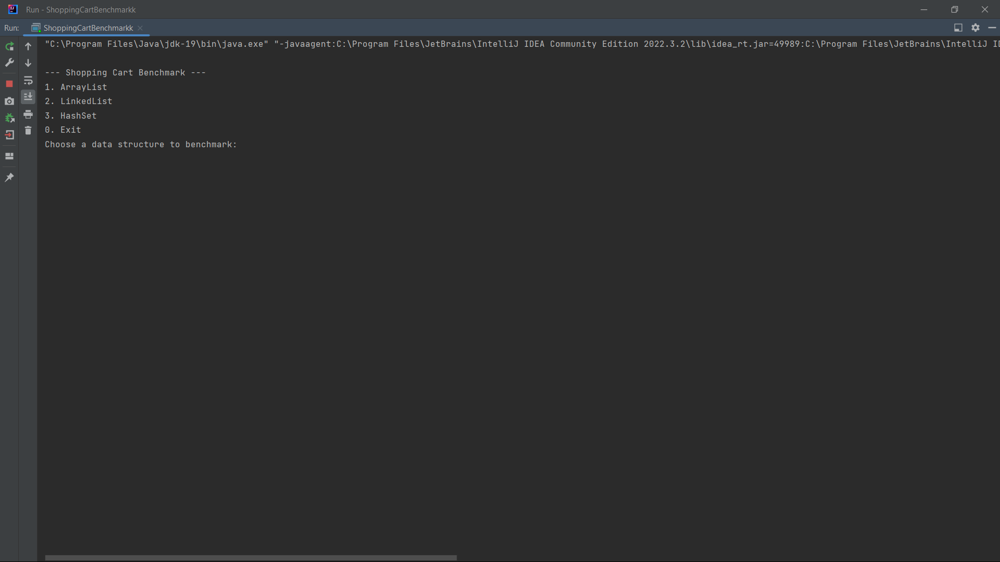 Run - ShoppingCartBenchmarkk
Run: ShoppingCartBenchmarkk
"C:\Program Files\Java\jdk-19\bin\java.exe" "-javaagent:C:\Program Files\JetBrains\IntelliJ IDEA Community Edition 2022.3.2\lib\idea_rt.jar=49989:C:\Program Files\JetBrains\IntelliJ ID
--- Shopping Cart Benchmark ---
1. ArrayList
2. LinkedList
3. HashSet
0. Exit
Choose a data structure to benchmark: